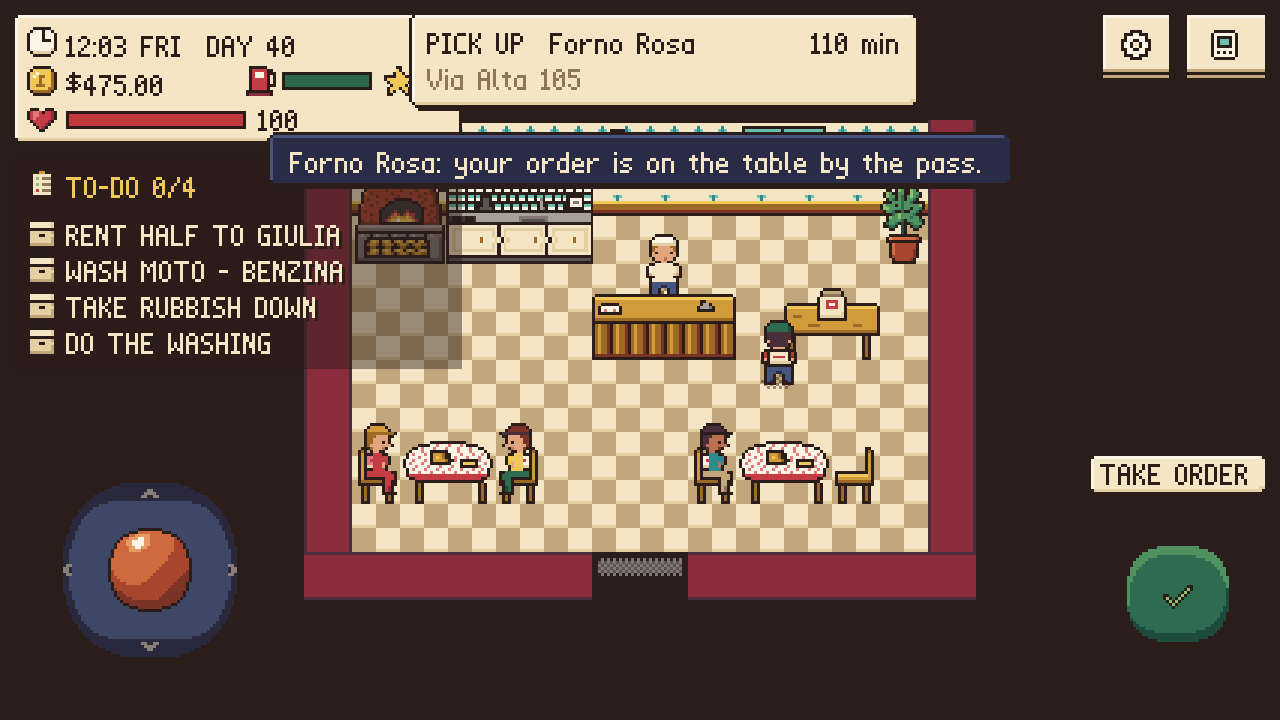 12:03 FRI DAY 40
$475.00
100
PICK UP Forno Rosa 110 min
Via Alta 105
Forno Rosa: your order is on the table by the pass.
TO-DO 0/4
RENT HALF TO GIULIA
WASH MOTO - BENZINA
TAKE RUBBISH DOWN
DO THE WASHING
TAKE ORDER